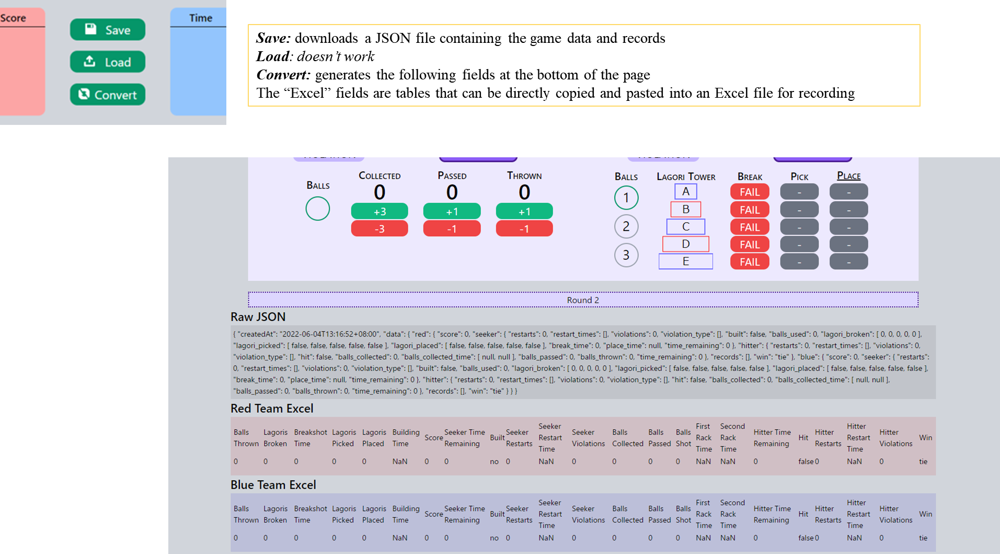 Score
Save
Load
Convert
Time
Save: downloads a JSON file containing the game data and records
Load: doesn't work
Convert: generates the following fields at the bottom of the page
The “Excel” fields are tables that can be directly copied and pasted into an Excel file for recording
BALLS
COLLECTED PASSED THROWN
0 0 0
+3 +1 +1
-3 -1 -1
BALLS LAGORI TOWER BREAK PICK PLACE
1
2
3
A FAIL - -
B FAIL - -
C FAIL - -
D FAIL - -
E FAIL - -
Round 2
Raw JSON
{ "createdAt": "2022-06-04T13:16:52+08:00", "data": { "red": { "score": 0, "seeker": { "restarts": 0, "restart_times": [], "violations": 0, "violation_type": [], "built": false, "balls_used": 0, "lagori_broken": [ 0, 0, 0, 0, 0 ],
"lagori_picked": [ false, false, false, false, false ], "lagori_placed": [ false, false, false, false, false ], "break_time": 0, "place_time": null, "time_remaining": 0 }, "hitter": { "restarts": 0, "restart_times": [], "violations": 0,
"violation_type": [], "hit": false, "balls_collected": 0, "balls_collected_time": [ null, null ], "balls_passed": 0, "balls_thrown": 0, "time_remaining": 0 }, "records": [], "win": "tie" }, "blue": { "score": 0, "seeker": { "restarts":
0, "restart_times": [], "violations": 0, "violation_type": [], "built": false, "balls_used": 0, "lagori_broken": [ 0, 0, 0, 0, 0 ], "lagori_picked": [ false, false, false, false, false ], "lagori_placed": [ false, false, false, false, false ],
"break_time": 0, "place_time": null, "time_remaining": 0 }, "hitter": { "restarts": 0, "restart_times": [], "violations": 0, "violation_type": [], "hit": false, "balls_collected": 0, "balls_collected_time": [ null, null ],
"balls_passed": 0, "balls_thrown": 0, "time_remaining": 0 }, "records": [], "win": "tie" } } }
Red Team Excel
Balls Thrown Lagoris Broken Breakshot Time Lagoris Picked Lagoris Placed Building Time Score Seeker Time Remaining Built Seeker Restarts Seeker Restart Time Seeker Violations Balls Collected Balls Passed Balls Shot First Rack Time Second Rack Time Hitter Time Remaining Hit Hitter Restarts Hitter Restart Time Hitter Violations Win
0 0 0 0 0 NaN 0 0 no 0 NaN 0 0 0 0 NaN NaN 0 false 0 NaN 0 tie
Blue Team Excel
Balls Thrown Lagoris Broken Breakshot Time Lagoris Picked Lagoris Placed Building Time Score Seeker Time Remaining Built Seeker Restarts Seeker Restart Time Seeker Violations Balls Collected Balls Passed Balls Shot First Rack Time Second Rack Time Hitter Time Remaining Hit Hitter Restarts Hitter Restart Time Hitter Violations Win
0 0 0 0 0 NaN 0 0 no 0 NaN 0 0 0 0 NaN NaN 0 false 0 NaN 0 tie